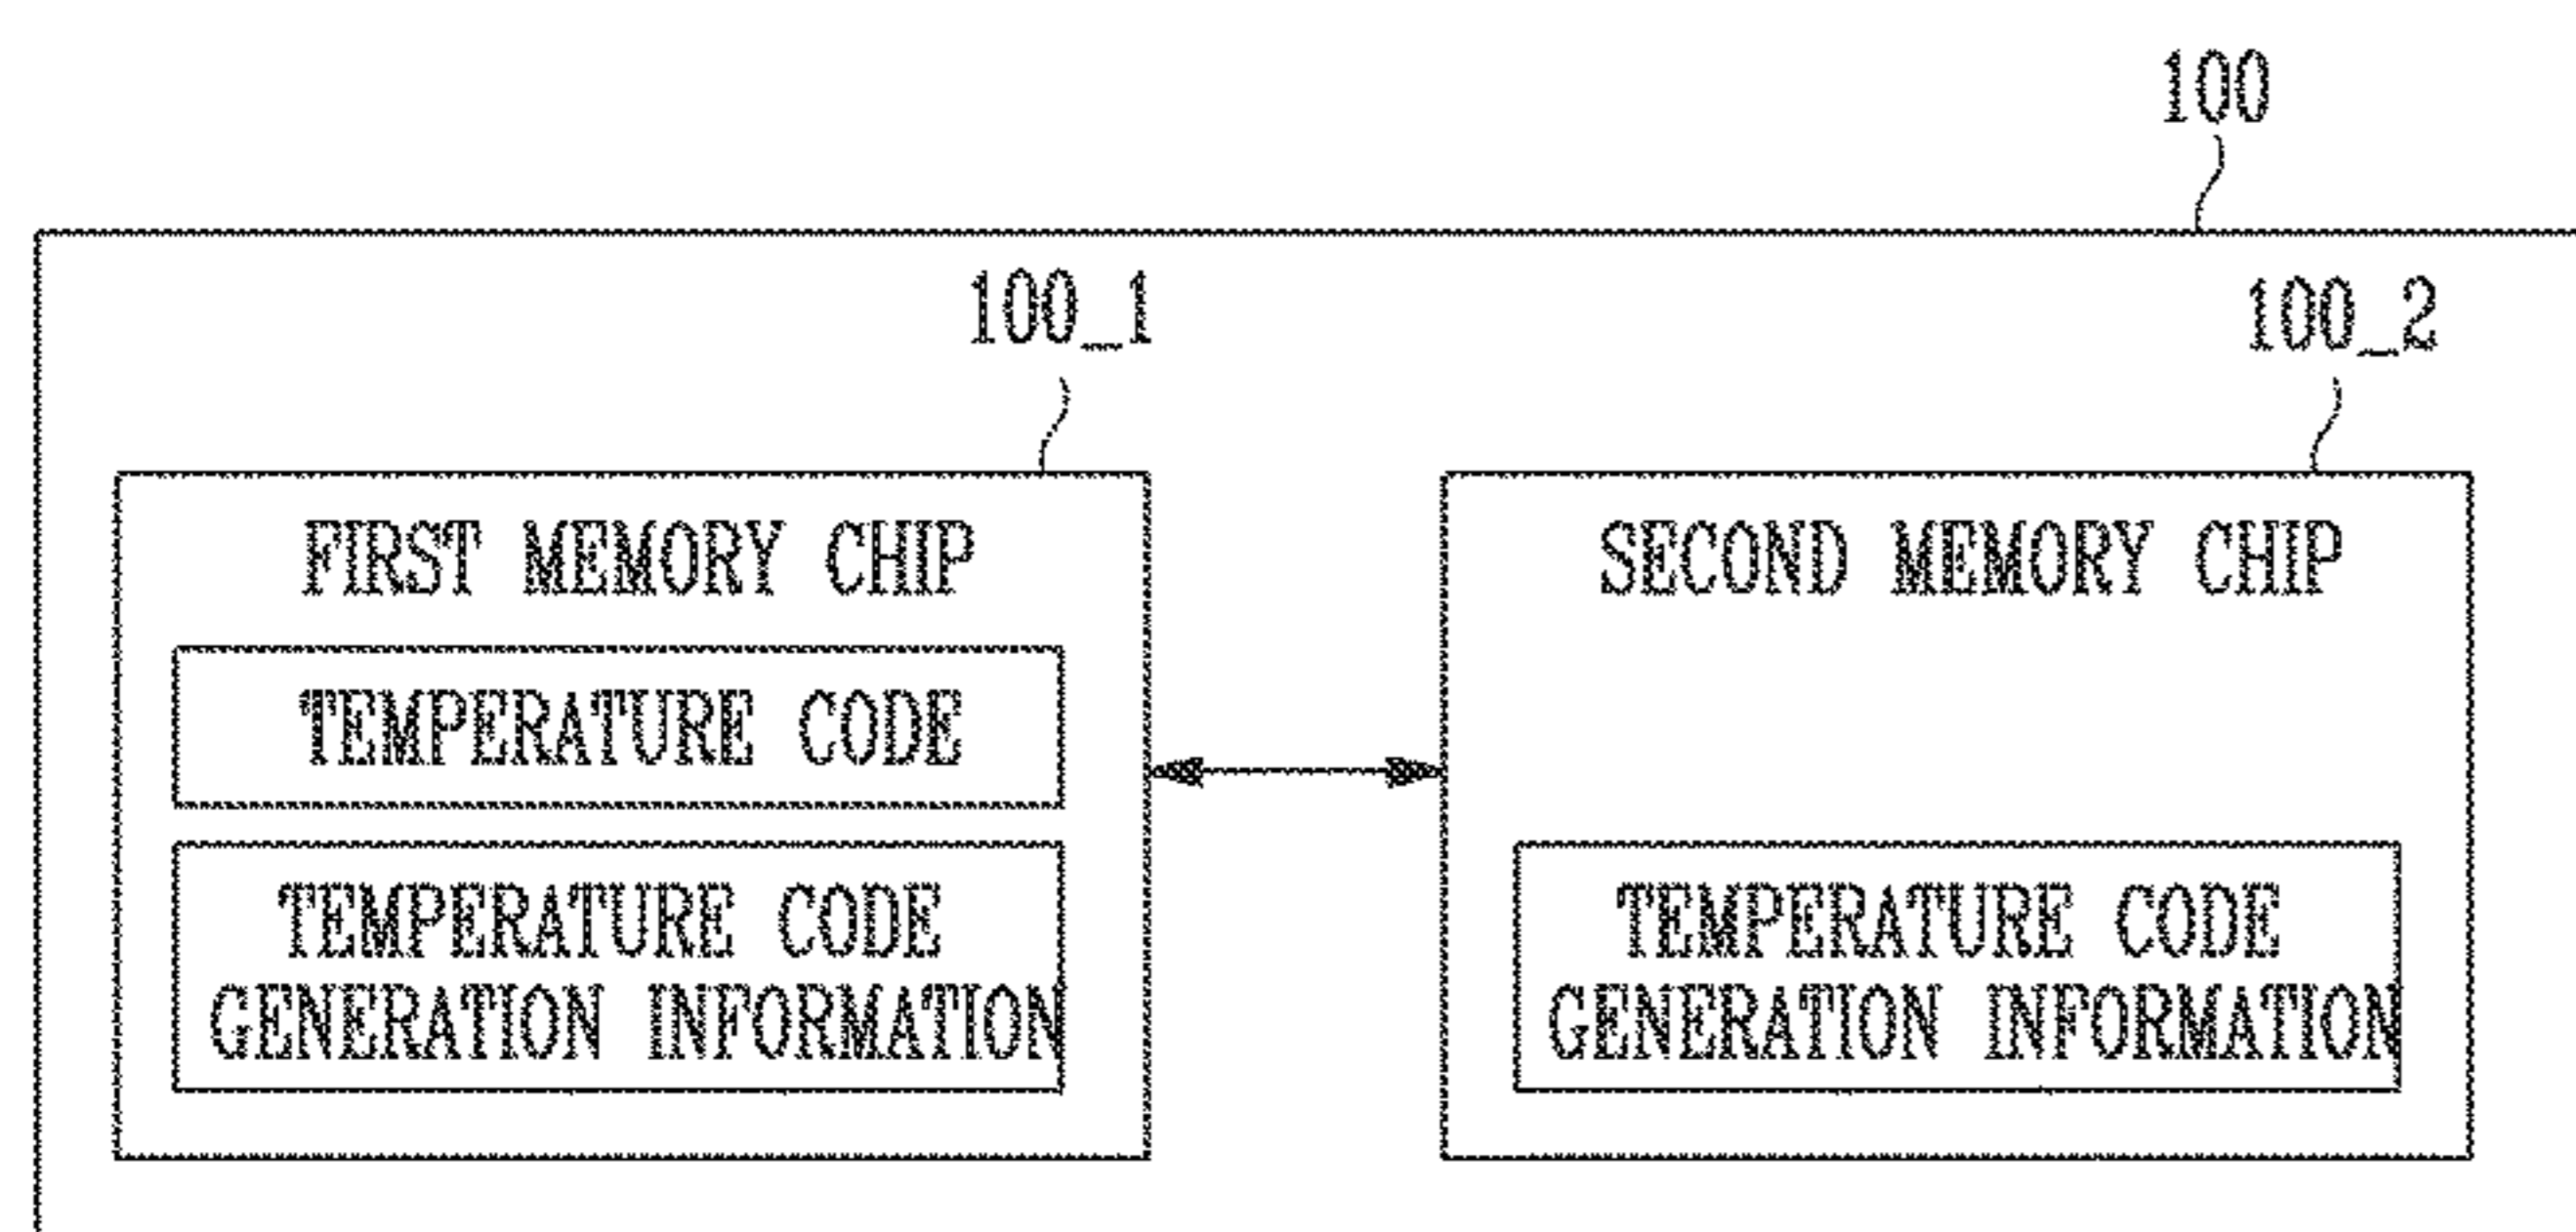 100
100_1
100_2
FIRST MEMORY CHIP
TEMPERATURE CODE
TEMPERATURE CODE
GENERATION INFORMATION
SECOND MEMORY CHIP
TEMPERATURE CODE
GENERATION INFORMATION